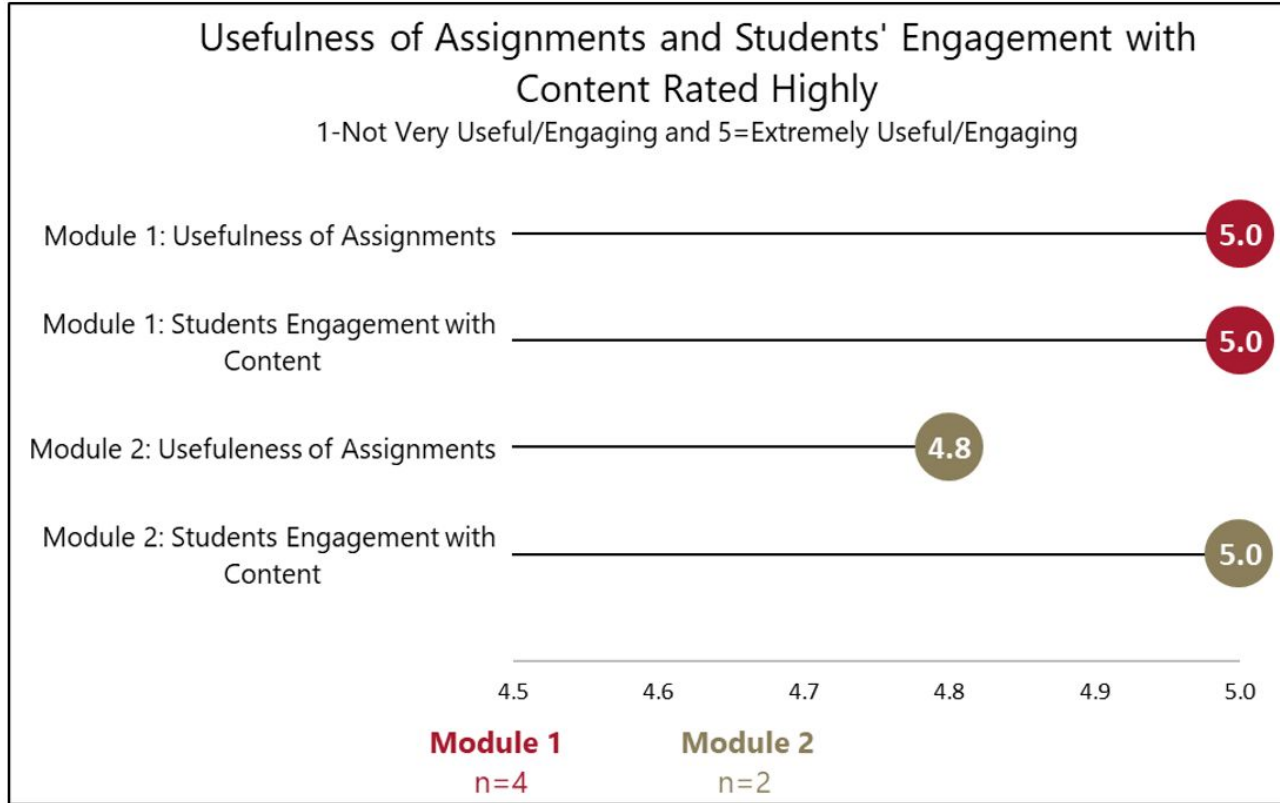 Usefulness of Assignments and Students' Engagement with
Content Rated Highly
1-Not Very Useful/Engaging and 5=Extremely Useful/Engaging
Module 1: Usefulness of Assignments
5.0
Module 1: Students Engagement with
Content
5.0
Module 2: Usefuleness of Assignments
4.8
Module 2: Students Engagement with
Content
5.0
4.5 4.6 4.7 4.8 4.9 5.0
Module 1 Module 2
n=4 n=2